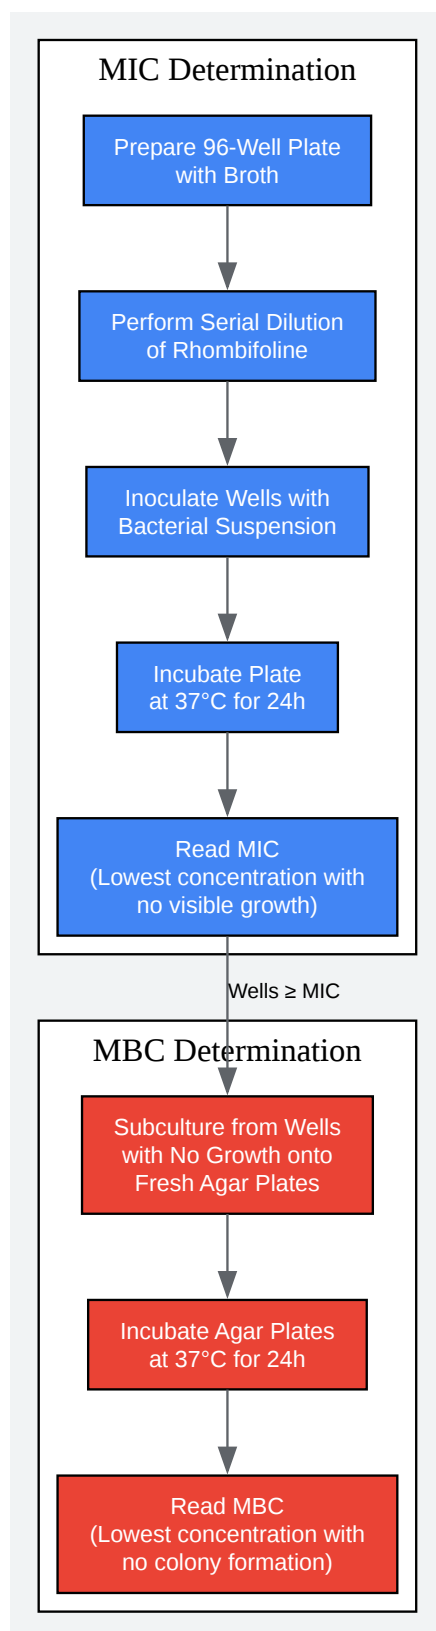 MIC Determination
Prepare 96-Well Plate
with Broth
Perform Serial Dilution
of Rhombifoline
Inoculate Wells with
Bacterial Suspension
Incubate Plate
at 37°C for 24h
Read MIC
(Lowest concentration with
no visible growth)
Wells ≥ MIC
MBC Determination
Subculture from Wells
with No Growth onto
Fresh Agar Plates
Incubate Agar Plates
at 37°C for 24h
Read MBC
(Lowest concentration with
no colony formation)